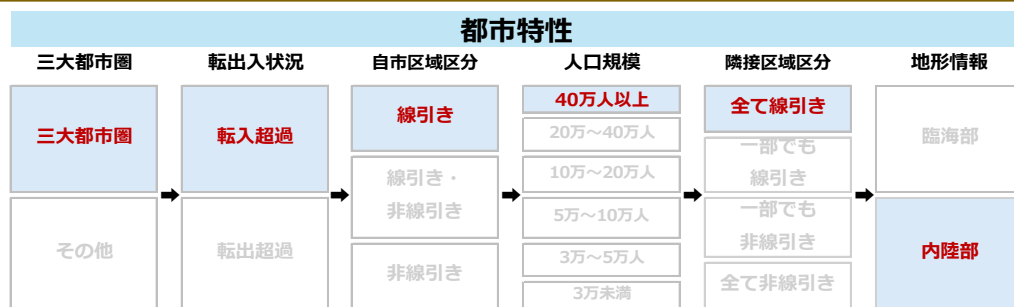 都市特性
三大都市圏
転出入状況
自市区域区分
人口規模
隣接区域区分
地形情報
三大都市圏
その他
転入超過
転出超過
線引き
線引き・
非線引き
非線引き
40万人以上
20万～40万人
10万～20万人
5万～10万人
3万～5万人
3万未満
全て線引き
一部でも
線引き
一部でも
非線引き
全て非線引き
臨海部
内陸部